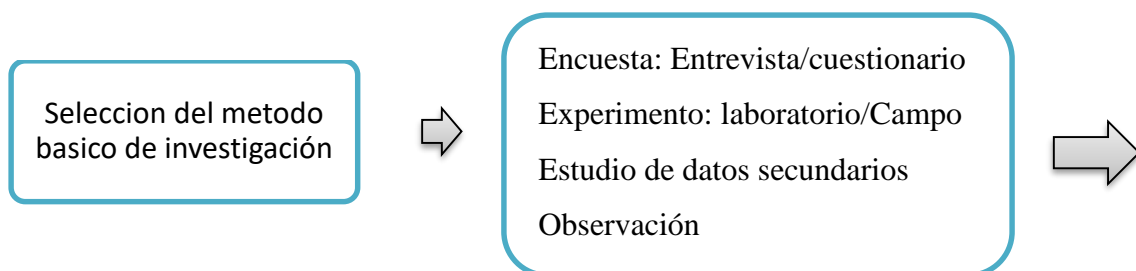 Seleccion del metodo
basico de investigación
Encuesta: Entrevista/cuestionario
Experimento: laboratorio/Campo
Estudio de datos secundarios
Observación